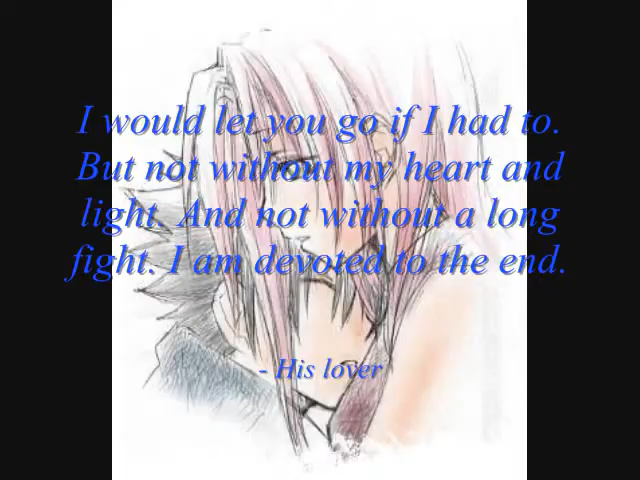 I would let you go if I had to.
But not without my heart and
light. And not without a long
fight. I am devoted to the end.
- His lover